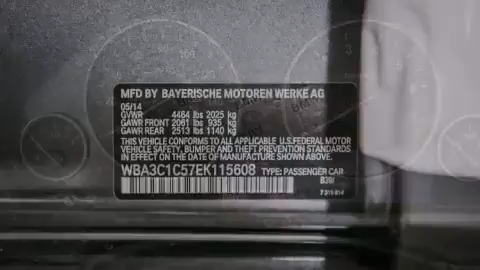 MFD BY BAYERISCHE MOTOREN WERKE AG
05/14
GVWR 4464 lbs 2025 kg
GAWR FRONT 2061 lbs 935 kg
GAWR REAR 2513 lbs 1140 kg
THIS VEHICLE CONFORMS TO ALL APPLICABLE U.S. FEDERAL MOTOR
VEHICLE SAFETY, BUMPER AND THEFT PREVENTION STANDARDS
IN EFFECT ON THE DATE OF MANUFACTURE SHOWN ABOVE.
WBA3C1C57EK115608 TYPE: PASSENGER CAR